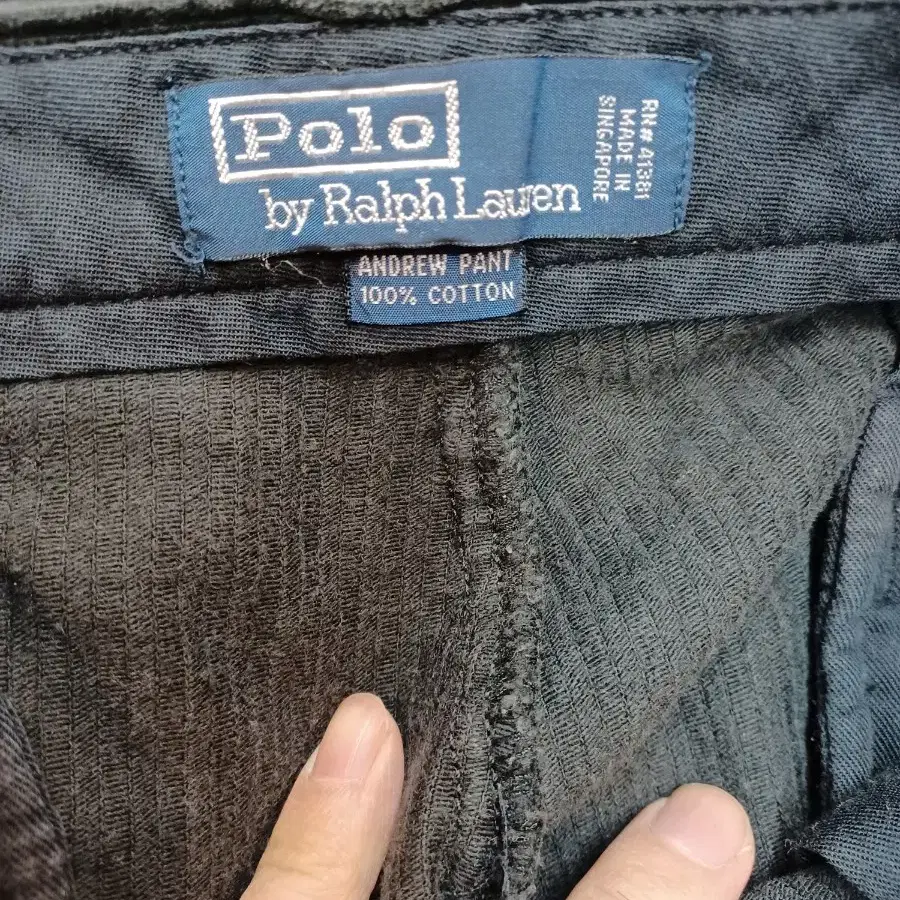 Polo
by Ralph Lauren
RN# 41381
MADE IN
SINGAPORE
ANDREW PANT
100% COTTON